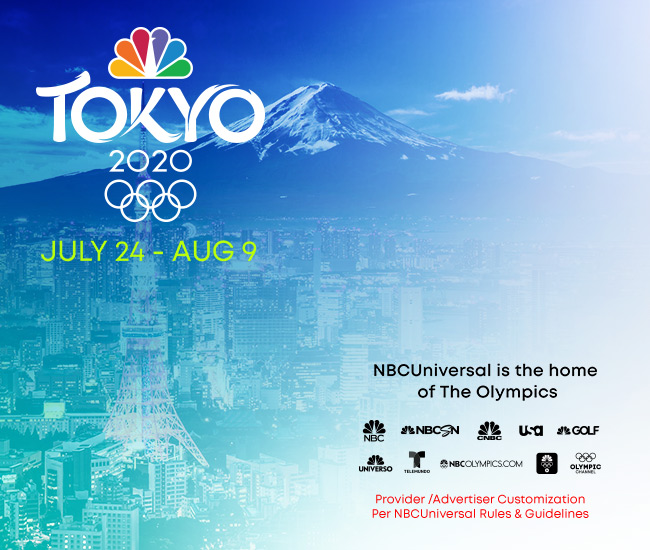 TOKYO
2020
JULY 24 - AUG 9
NBCUniversal is the home
of The Olympics
NBC NBCSN CNBC usa GOLF
UNIVERSO TELEMUNDO NBCOLYMPICS.COM OLYMPIC
CHANNEL
Provider /Advertiser Customization
Per NBCUniversal Rules & Guidelines